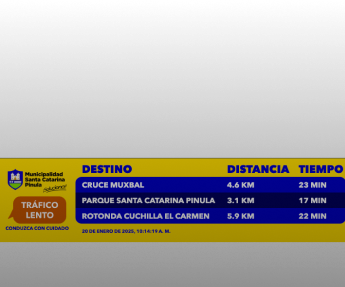 Municipalidad
Santa Catarina
Pinula
TRÁFICO
LENTO
CONDUZCA CON CUIDADO
DESTINO DISTANCIA TIEMPO
CRUCE MUXBAL 4.6 KM 23 MIN
PARQUE SANTA CATARINA PINULA 3.1 KM 17 MIN
ROTONDA CUCHILLA EL CARMEN 5.9 KM 22 MIN
20 DE ENERO DE 2025, 10:14:19 A. M.